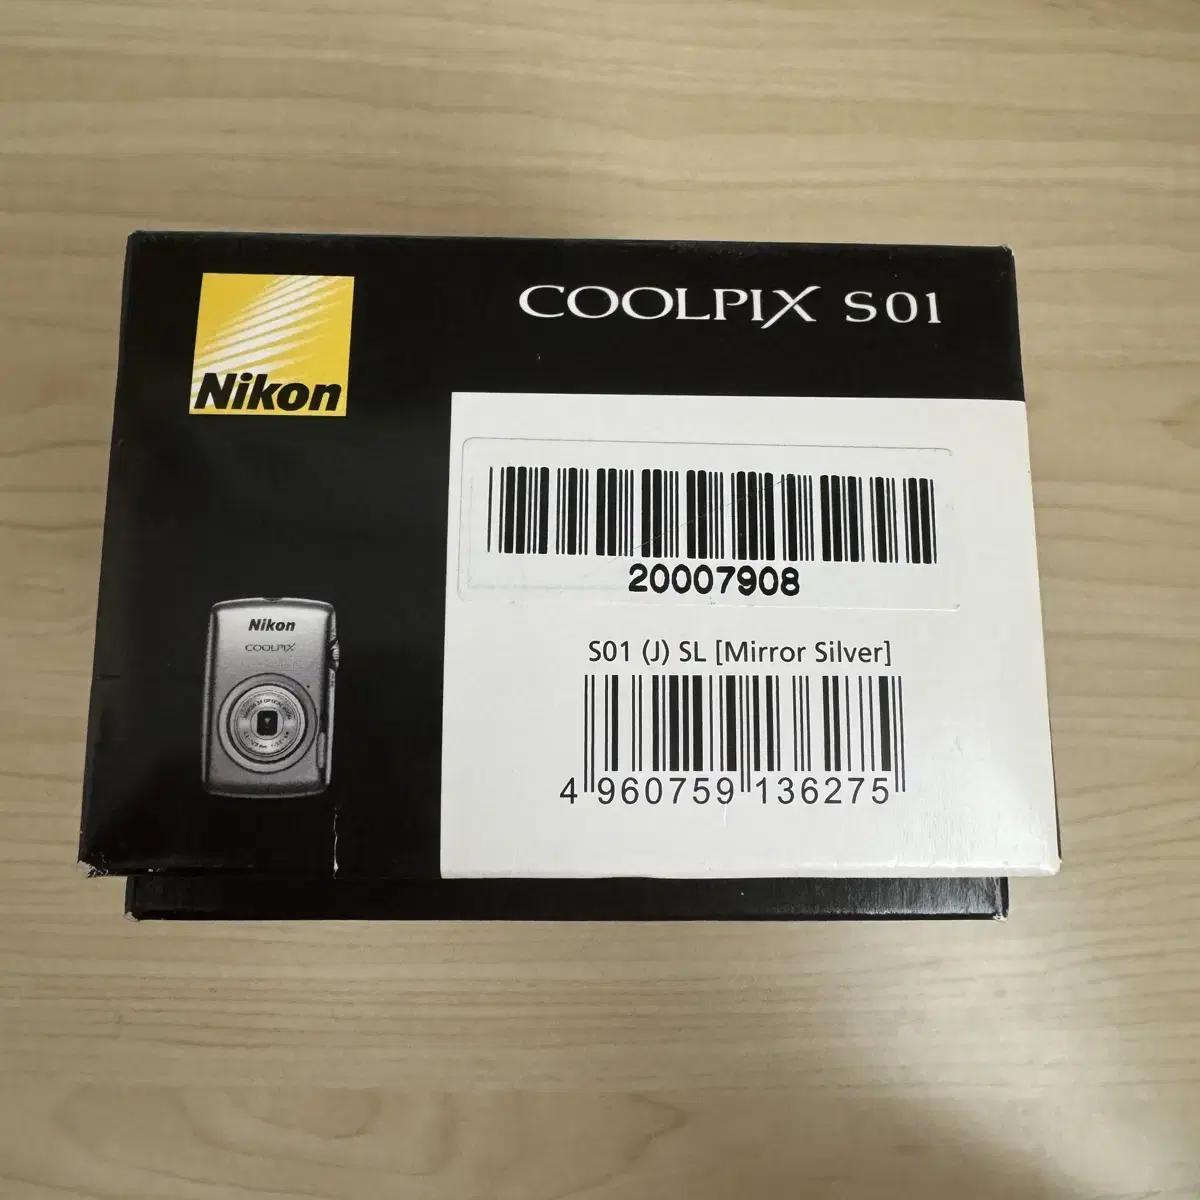 Nikon
COOLPIX S01
20007908
S01 (J) SL [Mirror Silver]
4 960759 136275
Nikon
COOLPIX